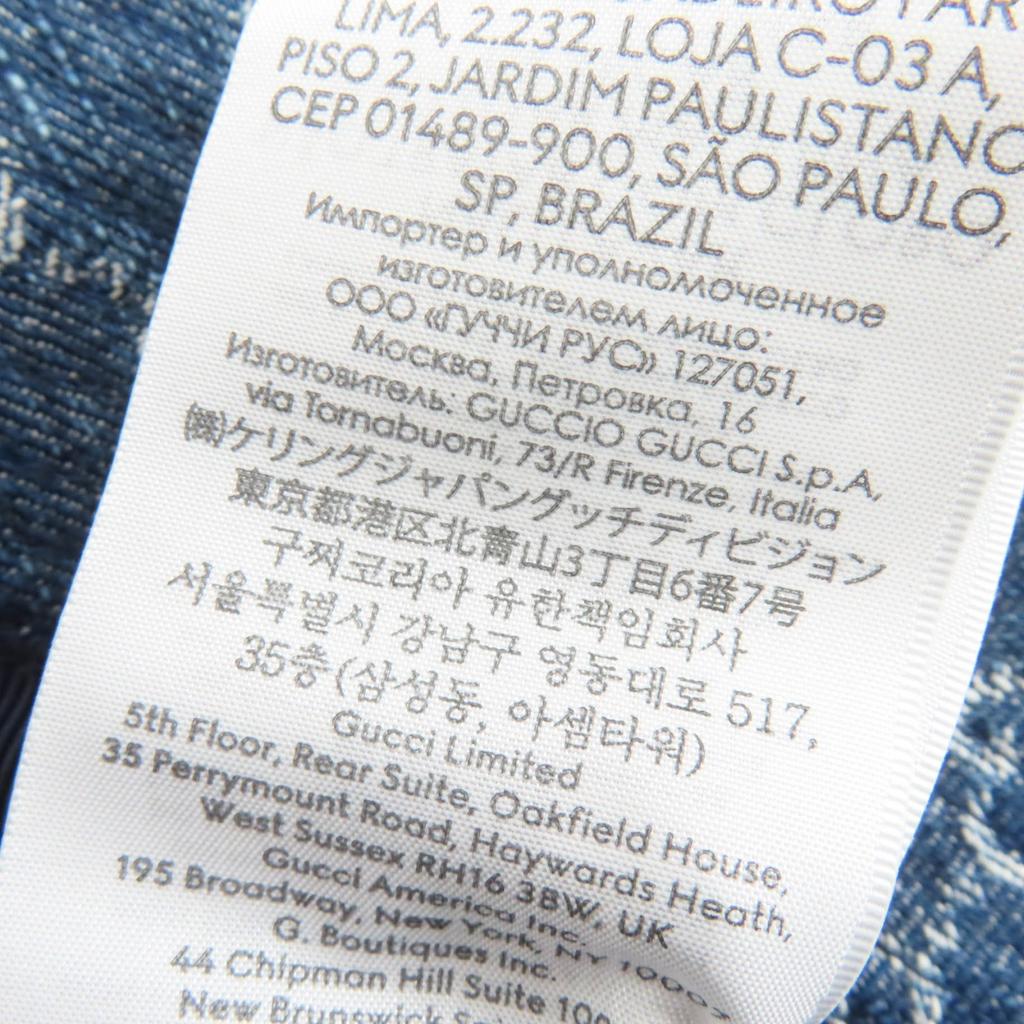 LIMA, 2.232, LOJA C-03 A,
PISO 2, JARDIM PAULISTANO
CEP 01489-900, SÃO PAULO,
SP, BRAZIL
Импортер и уполномоченное
изготовителем лицо:
ООО «ГУЧЧИ РУС» 127051,
Москва, Петровка, 16
Изготовитель: GUCCIO GUCCI S.p.A,
via Tornabuoni, 73/R Firenze, Italia
㈱ケリングジャパングッチディビジョン
東京都港区北青山3丁目6番7号
구찌코리아 유한책임회사
서울특별시 강남구 영동대로 517,
35층(삼성동, 아셈타워)
Gucci Limited
5th Floor, Rear Suite, Oakfield House,
35 Perrymount Road, Haywards Heath,
West Sussex RH16 3BW, UK
Gucci America Inc.
195 Broadway, New York, NY
G. Boutiques Inc.
44 Chipman Hill Suite
New Brunswick